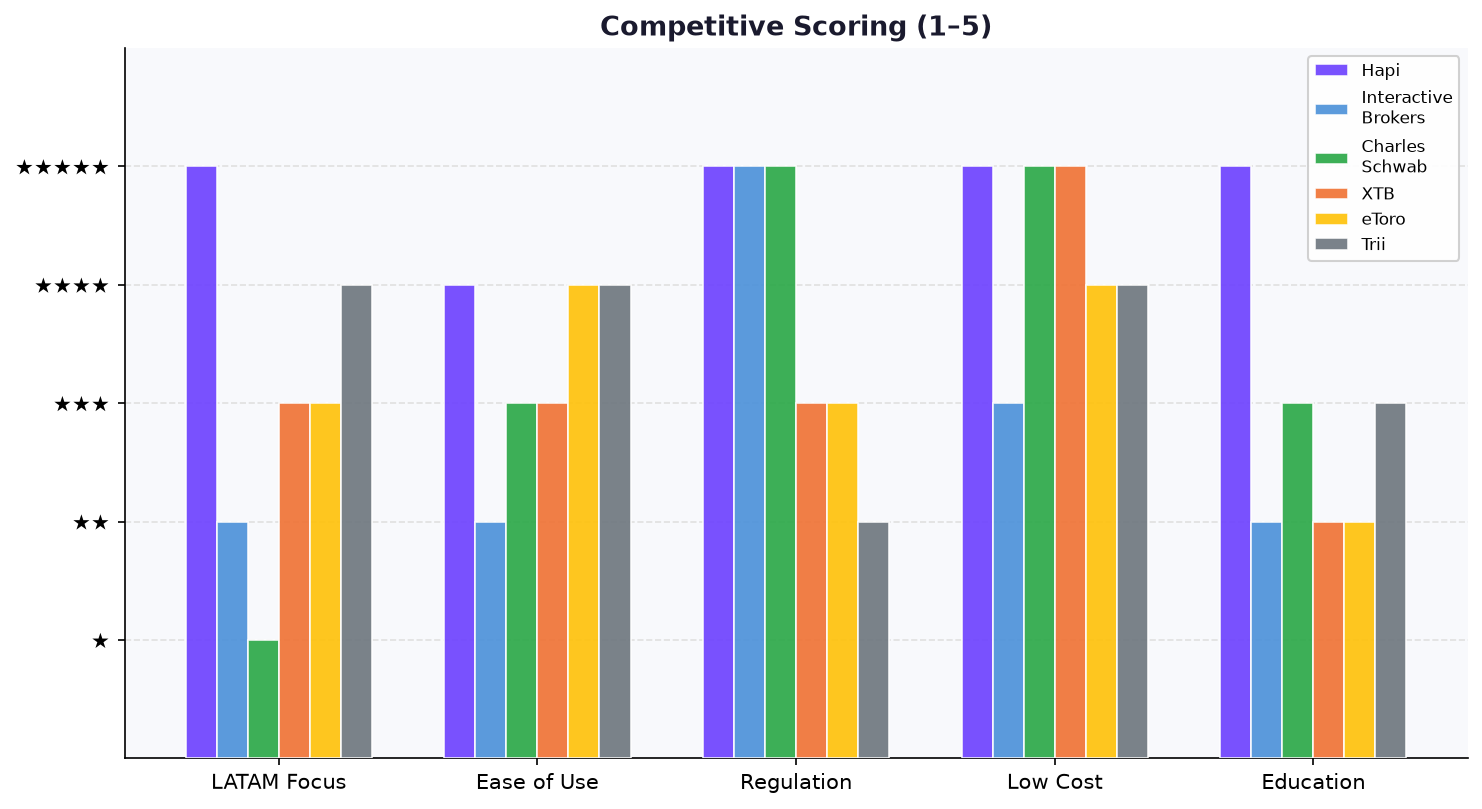 Competitive Scoring (1–5)
Hapi
Interactive
Brokers
Charles
Schwab
XTB
eToro
Trii
★★★★★
★★★★
★★★
★★
★
LATAM Focus
Ease of Use
Regulation
Low Cost
Education